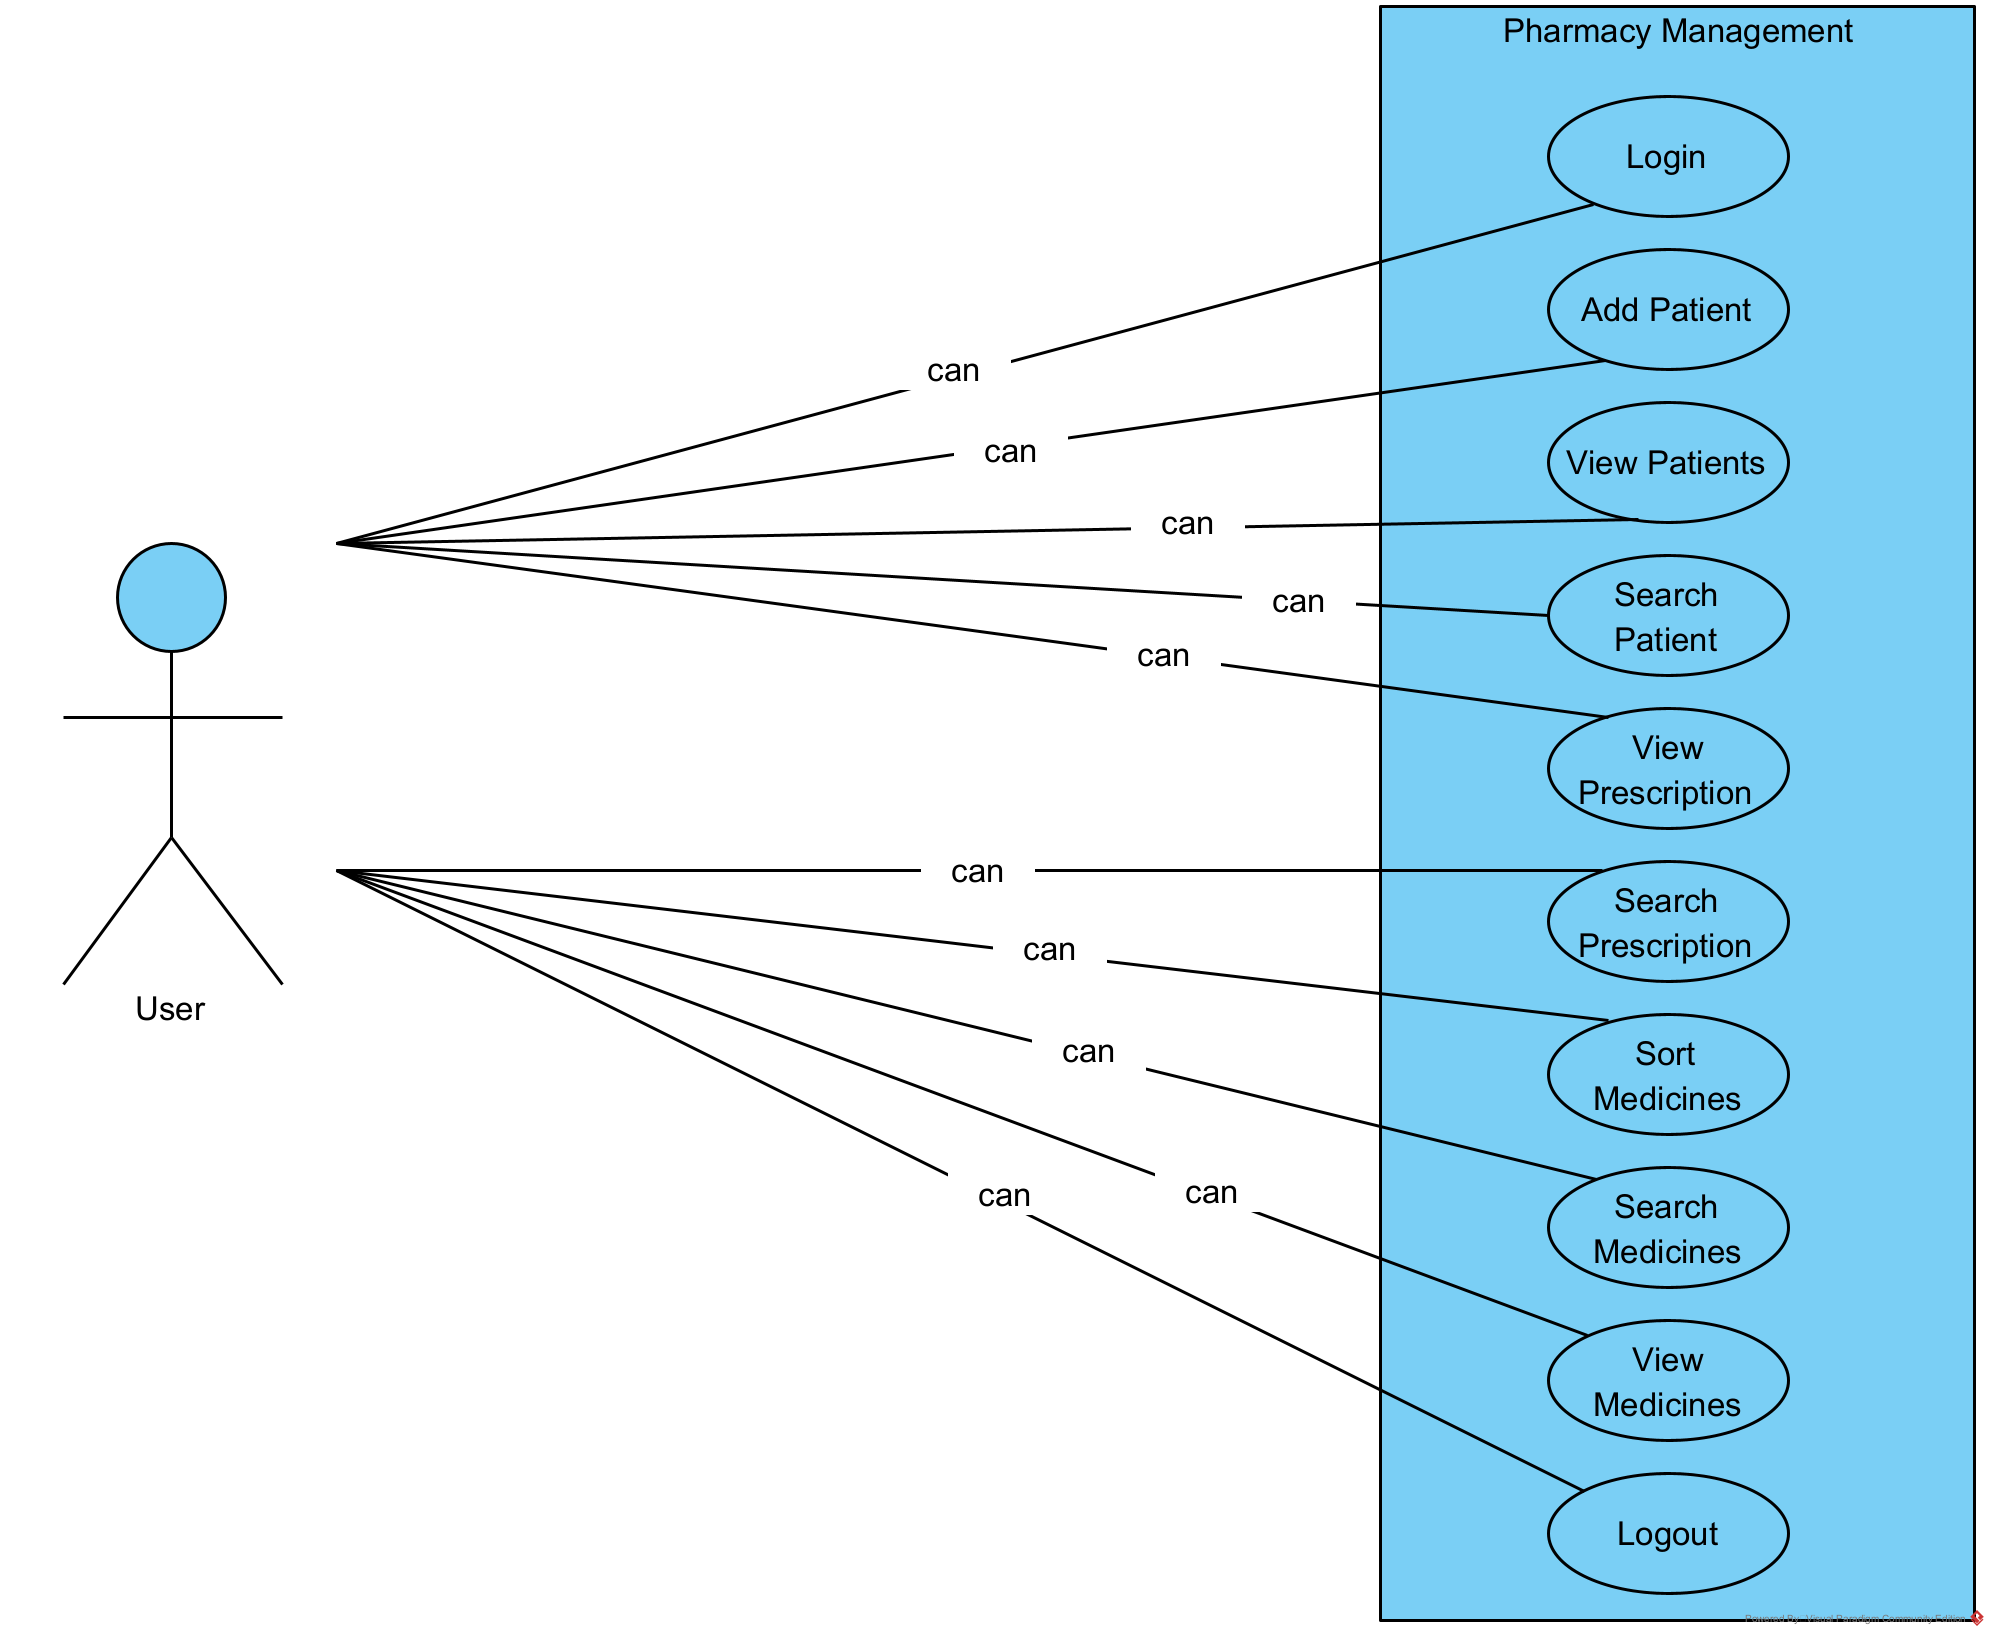 Pharmacy Management
Login
Add Patient
can
can
View Patients
can
Search
Patient
can
can
View
Prescription
can
Search
Prescription
can
Sort
Medicines
can
Search
Medicines
can
can
View
Medicines
Logout
User
Powered By Visual Paradigm Community Edition